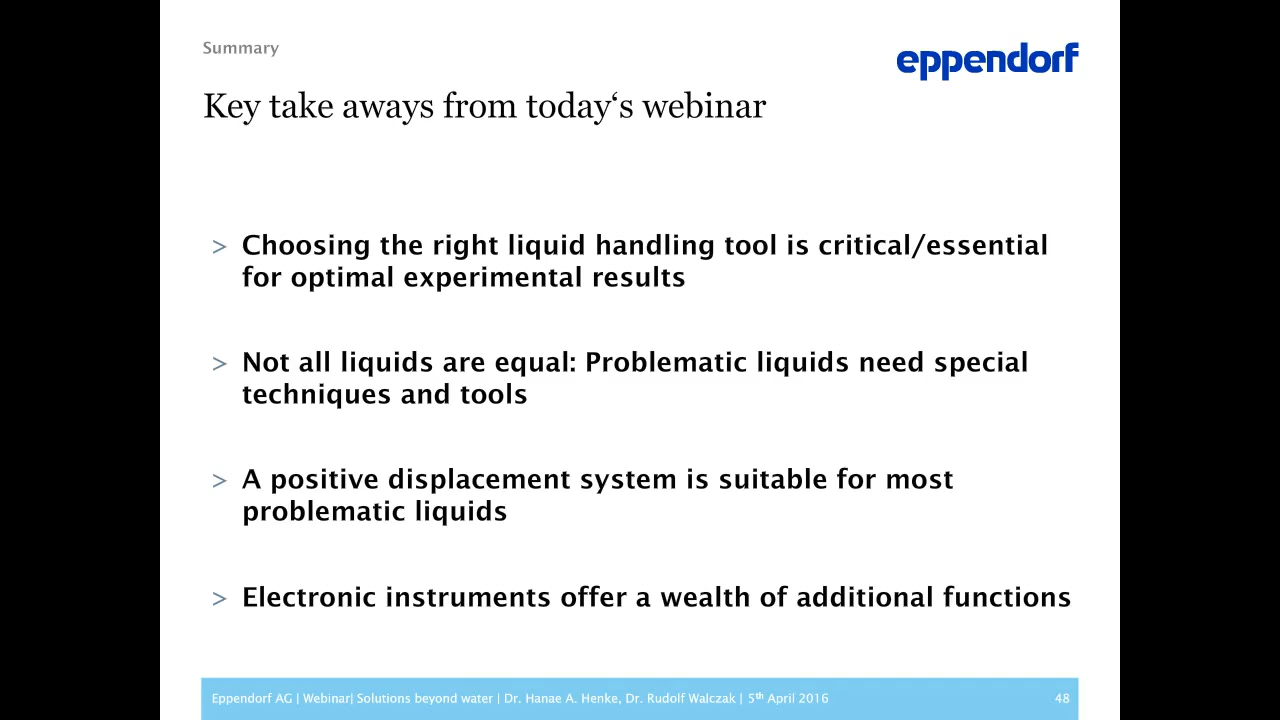 Summary
eppendorf
Key take aways from today‘s webinar
> Choosing the right liquid handling tool is critical/essential
for optimal experimental results
> Not all liquids are equal: Problematic liquids need special
techniques and tools
> A positive displacement system is suitable for most
problematic liquids
> Electronic instruments offer a wealth of additional functions
Eppendorf AG | Webinar| Solutions beyond water | Dr. Hanae A. Henke, Dr. Rudolf Walczak | 5th April 2016 48